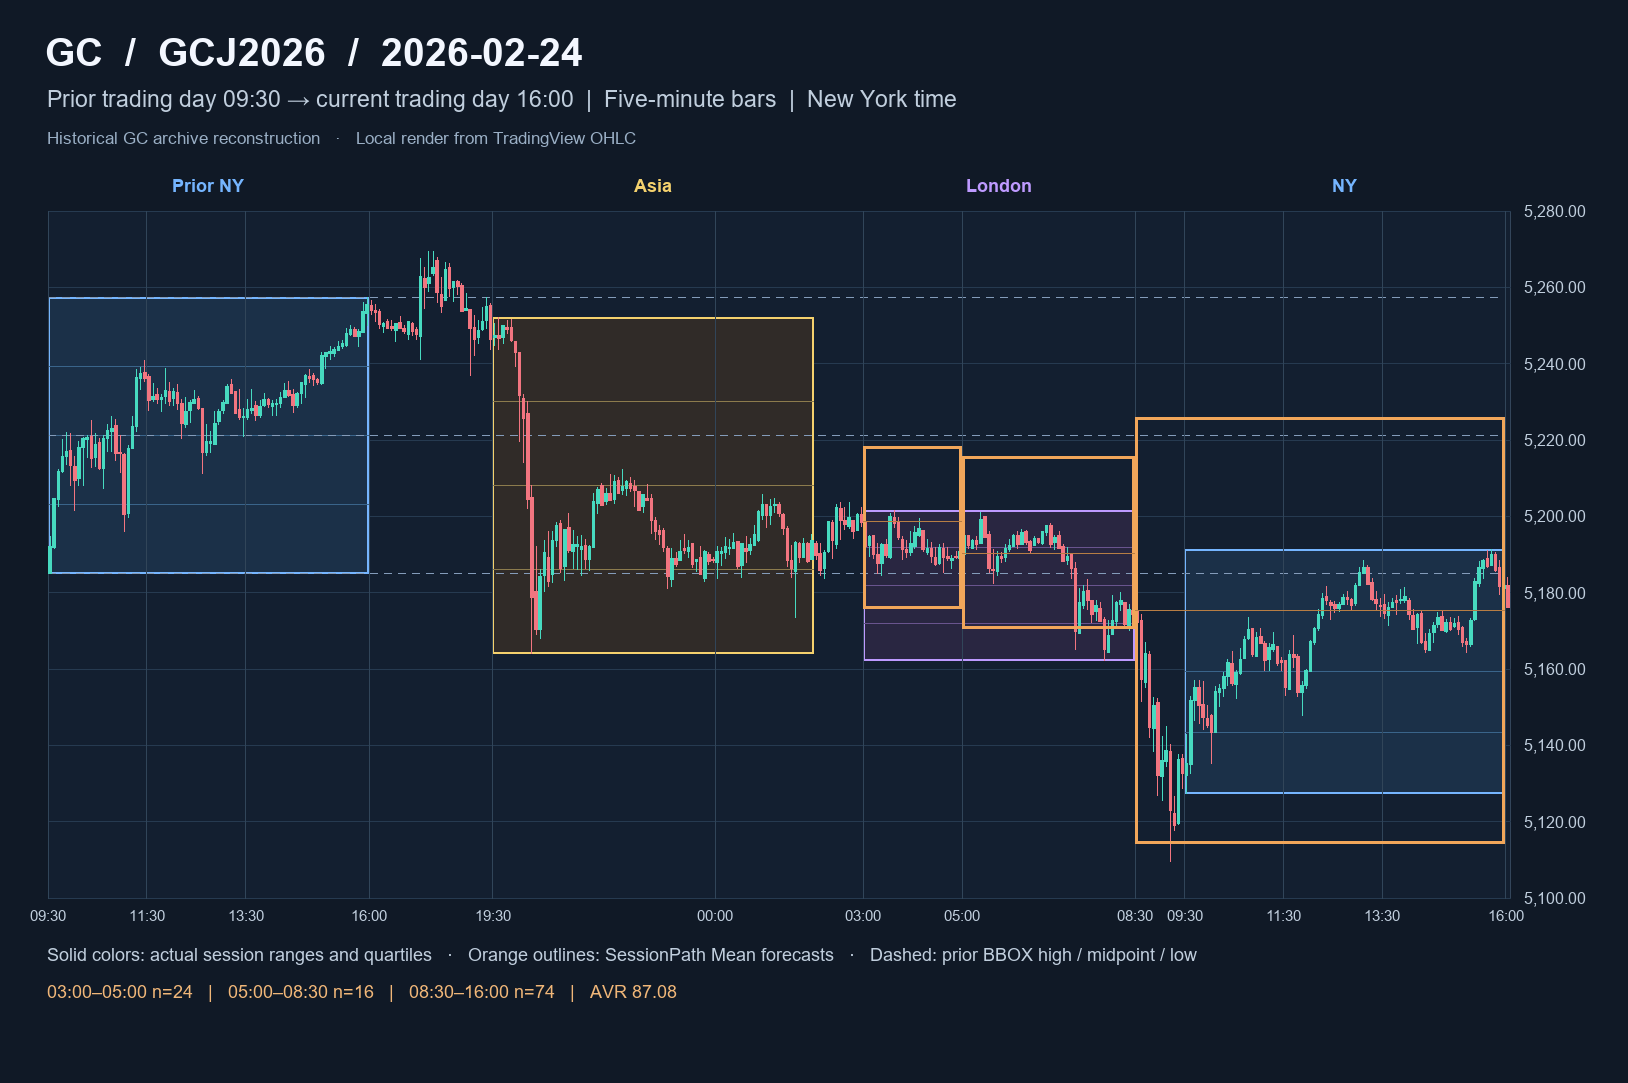 GC / GCJ2026 / 2026-02-24
Prior trading day 09:30 → current trading day 16:00 | Five-minute bars | New York time
Historical GC archive reconstruction · Local render from TradingView OHLC
Prior NY Asia London NY
5,280.00
5,260.00
5,240.00
5,220.00
5,200.00
5,180.00
5,160.00
5,140.00
5,120.00
5,100.00
09:30 11:30 13:30 16:00 19:30 00:00 03:00 05:00 08:30 09:30 11:30 13:30 16:00
Solid colors: actual session ranges and quartiles · Orange outlines: SessionPath Mean forecasts · Dashed: prior BBOX high / midpoint / low
03:00–05:00 n=24 | 05:00–08:30 n=16 | 08:30–16:00 n=74 | AVR 87.08